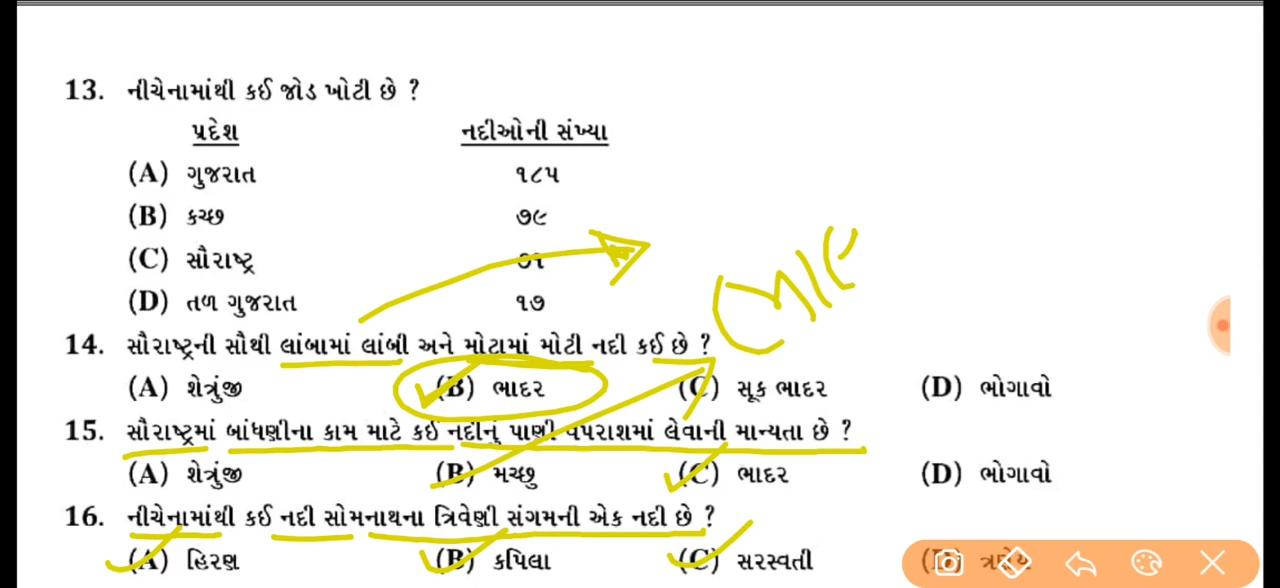 13. નીચેનામાંથી કઈ જોડ ખોટી છે ?
પ્રદેશ નદીઓની સંખ્યા
(A) ગુજરાત ૧૮૫
(B) કચ્છ ૭૯
(C) સૌરાષ્ટ્ર ૭૧
(D) તળ ગુજરાત ૧૭
14. સૌરાષ્ટ્રની સૌથી લાંબામાં લાંબી અને મોટામાં મોટી નદી કઈ છે ?
(A) શેત્રુંજી (B) ભાદર (C) સૂક ભાદર (D) ભોગાવો
15. સૌરાષ્ટ્રમાં બાંધણીના કામ માટે કઈ નદીનું પાણી વપરાશમાં લેવાની માન્યતા છે ?
(A) શેત્રુંજી (B) મચ્છુ (C) ભાદર (D) ભોગાવો
16. નીચેનામાંથી કઈ નદી સોમનાથના ત્રિવેણી સંગમની એક નદી છે ?
(A) હિરણ (B) કપિલા (C) સરસ્વતી (D) ત્રણેય